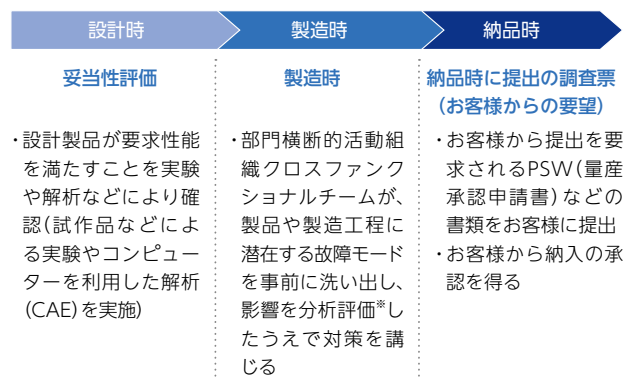 設計時
製造時
納品時
妥当性評価
・設計製品が要求性能
を満たすことを実験
や解析などにより確
認(試作品などによ
る実験やコンピュー
ターを利用した解析
(CAE)を実施)
製造時
・部門横断的活動組
織クロスファンク
ショナルチームが、
製品や製造工程に
潜在する故障モード
を事前に洗い出し、
影響を分析評価※し
たうえで対策を講
じる
納品時に提出の調査票
(お客様からの要望)
・お客様から提出を要
求されるPSW(量産
承認申請書)などの
書類をお客様に提出
・お客様から納入の承
認を得る